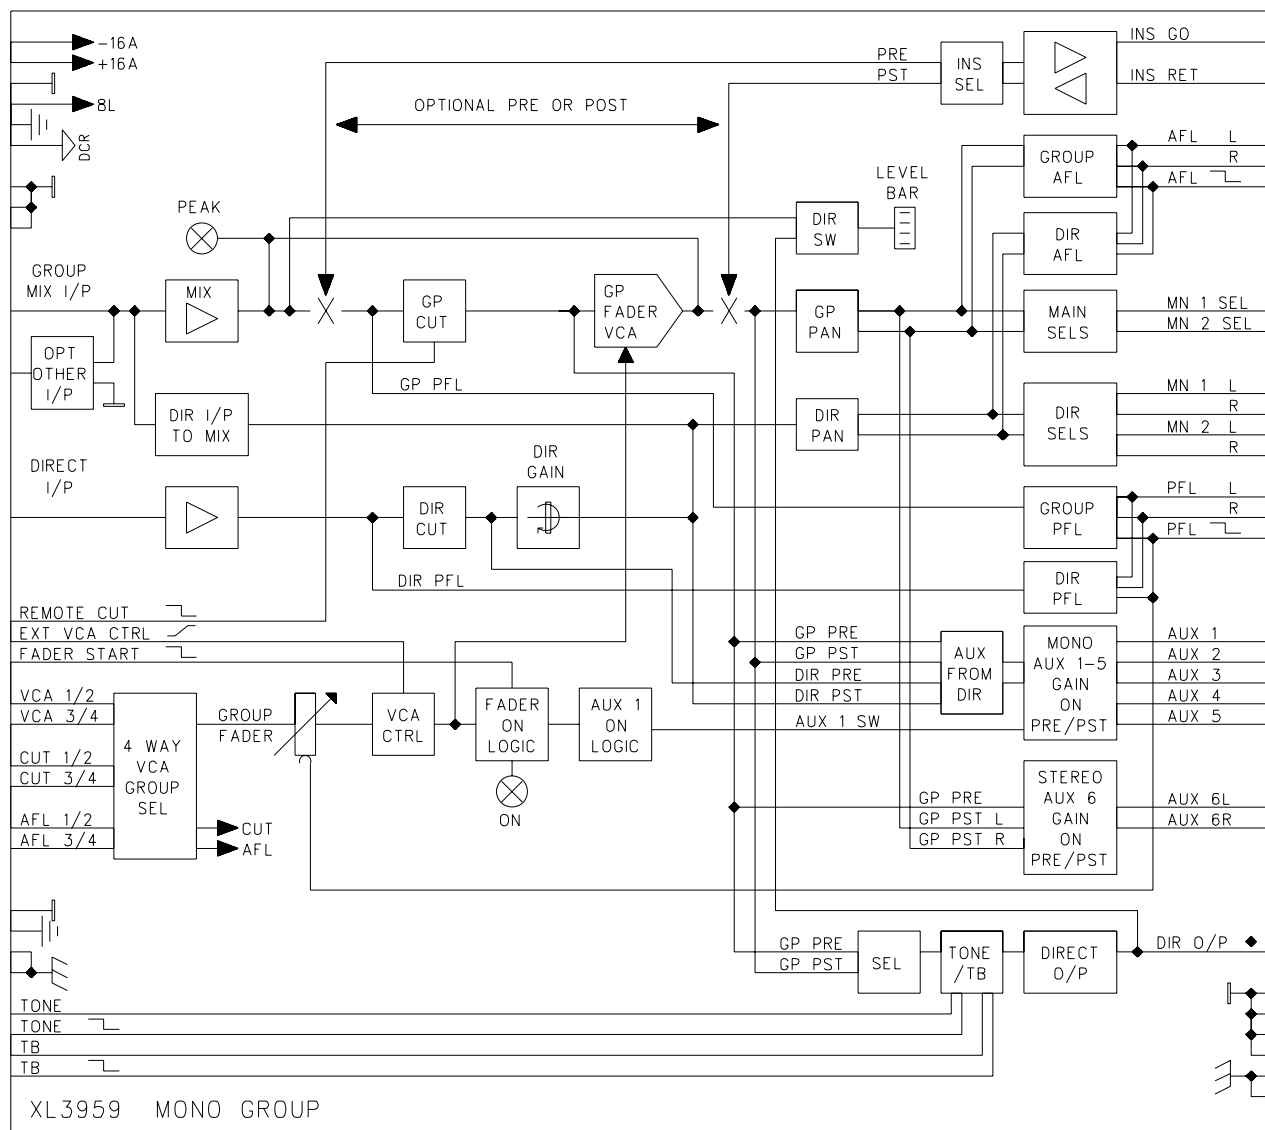 -16A
+16A
8L
DCR
PRE
PST
INS
SEL
INS GO
INS RET
OPTIONAL PRE OR POST
LEVEL
BAR
GROUP
AFL
AFL L
R
AFL
PEAK
DIR
SW
DIR
AFL
GROUP
MIX I/P
MIX
GP
CUT
GP
FADER
VCA
GP
PAN
MAIN
SELS
MN 1 SEL
MN 2 SEL
OPT
OTHER
I/P
GP PFL
DIR I/P
TO MIX
DIR
PAN
DIR
SELS
MN 1 L
R
MN 2 L
R
DIRECT
I/P
DIR
GAIN
DIR
CUT
GROUP
PFL
PFL L
R
PFL
DIR PFL
DIR
PFL
REMOTE CUT
EXT VCA CTRL
FADER START
GP PRE
GP PST
DIR PRE
DIR PST
AUX 1 SW
AUX
FROM
DIR
MONO
AUX 1-5
GAIN
ON
PRE/PST
AUX 1
AUX 2
AUX 3
AUX 4
AUX 5
VCA 1/2
VCA 3/4
CUT 1/2
CUT 3/4
AFL 1/2
AFL 3/4
4 WAY
VCA
GROUP
SEL
CUT
AFL
GROUP
FADER
VCA
CTRL
FADER
ON
LOGIC
AUX 1
ON
LOGIC
ON
GP PRE
GP PST L
GP PST R
STEREO
AUX 6
GAIN
ON
PRE/PST
AUX 6L
AUX 6R
GP PRE
GP PST
SEL
TONE
/TB
DIRECT
O/P
DIR O/P
TONE
TONE
TB
TB
XL3959 MONO GROUP